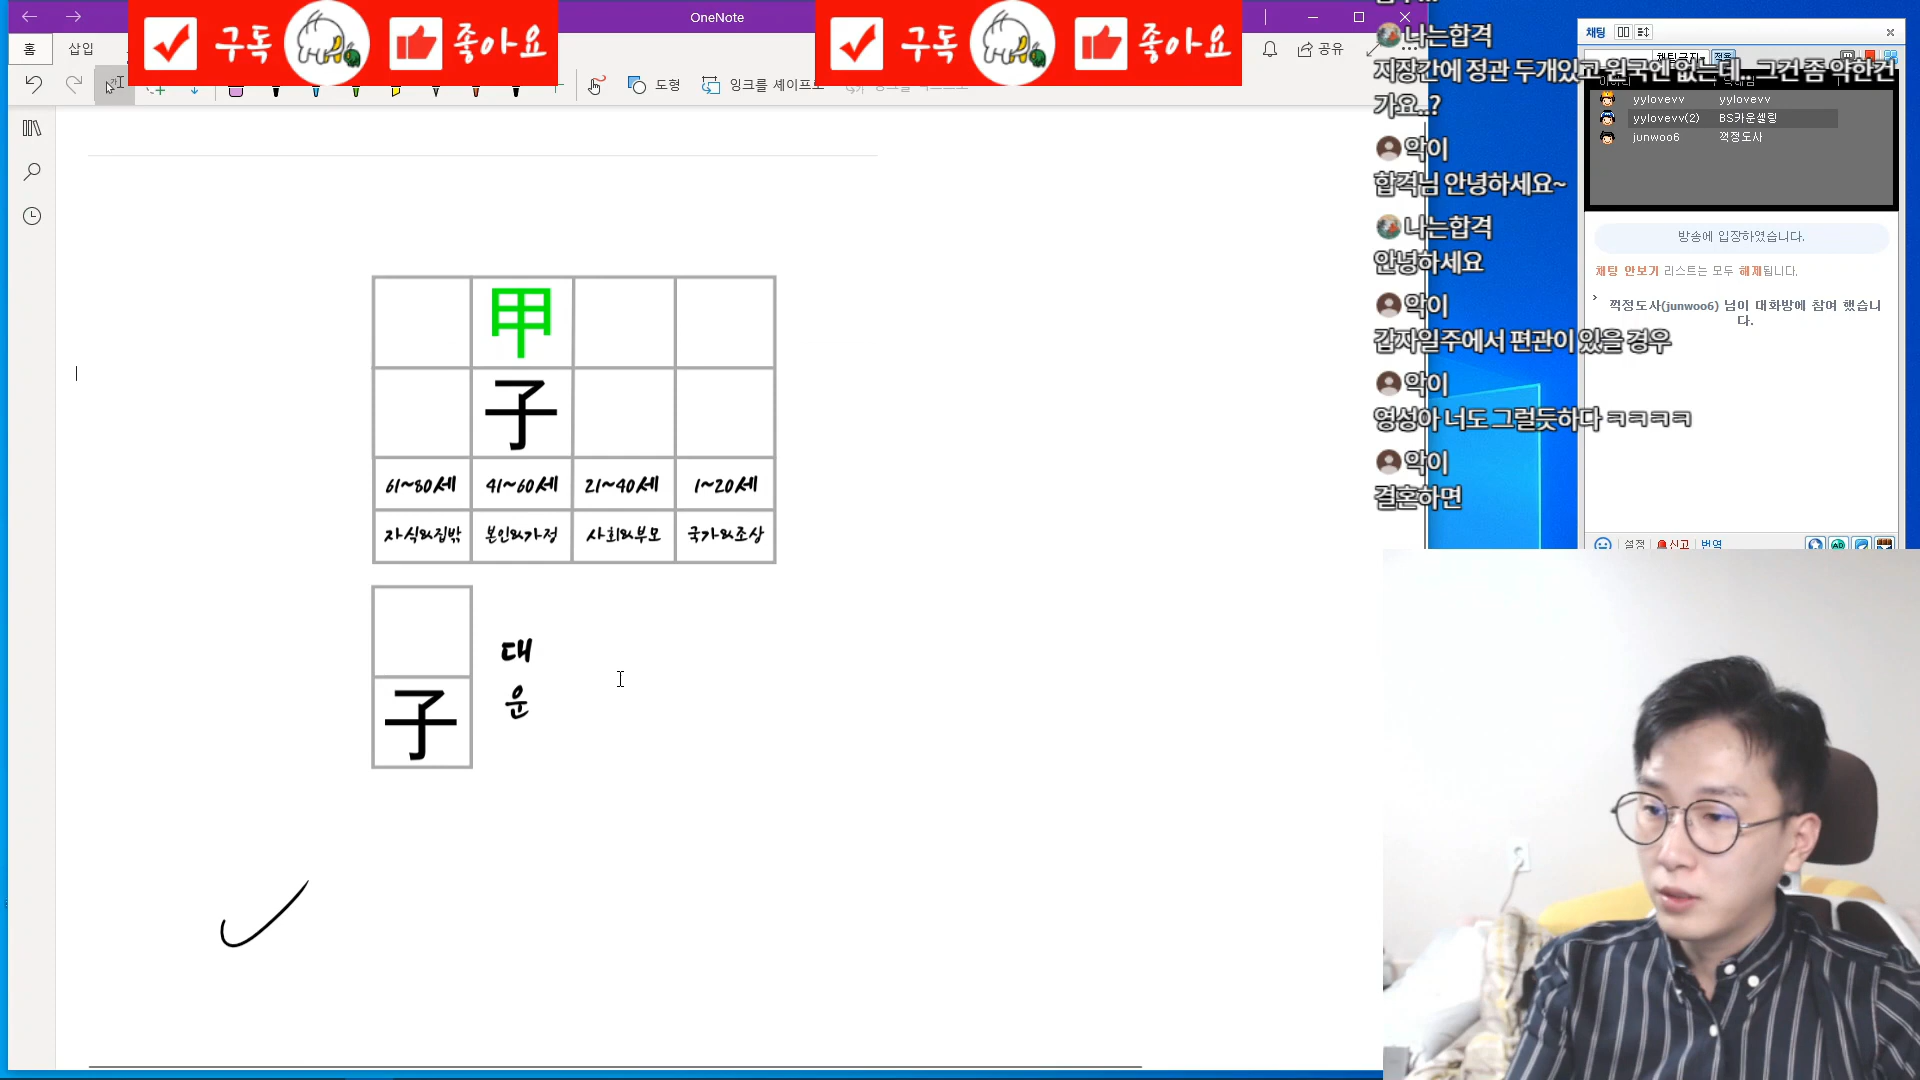 OneNote
구독
좋아요
구독
좋아요
홈
삽입
공유
도형
잉크를 셰이프로
甲
子
61~80세
41~60세
21~40세
1~20세
자식&집밖
본인&가정
사회&부모
국가&조상
子
대
운
나는합격
지장간에 정관 두개있고 원국엔 없는데.. 그건 좀 약한건
가요..?
악이
합격님 안녕하세요~
나는합격
안녕하세요
악이
갑자일주에서 편관이 있을 경우
악이
영성아 너도 그럴듯하다 ㅋㅋㅋㅋ
악이
결혼하면
채팅
yylovevv yylovevv
yylovevv(2) BS카운셀링
junwoo6 꺽정도사
방송에 입장하였습니다.
채팅 안보기 리스트는 모두 해제됩니다.
꺽정도사(junwoo6) 님이 대화방에 참여 했습니
다.
설정
신고
번역